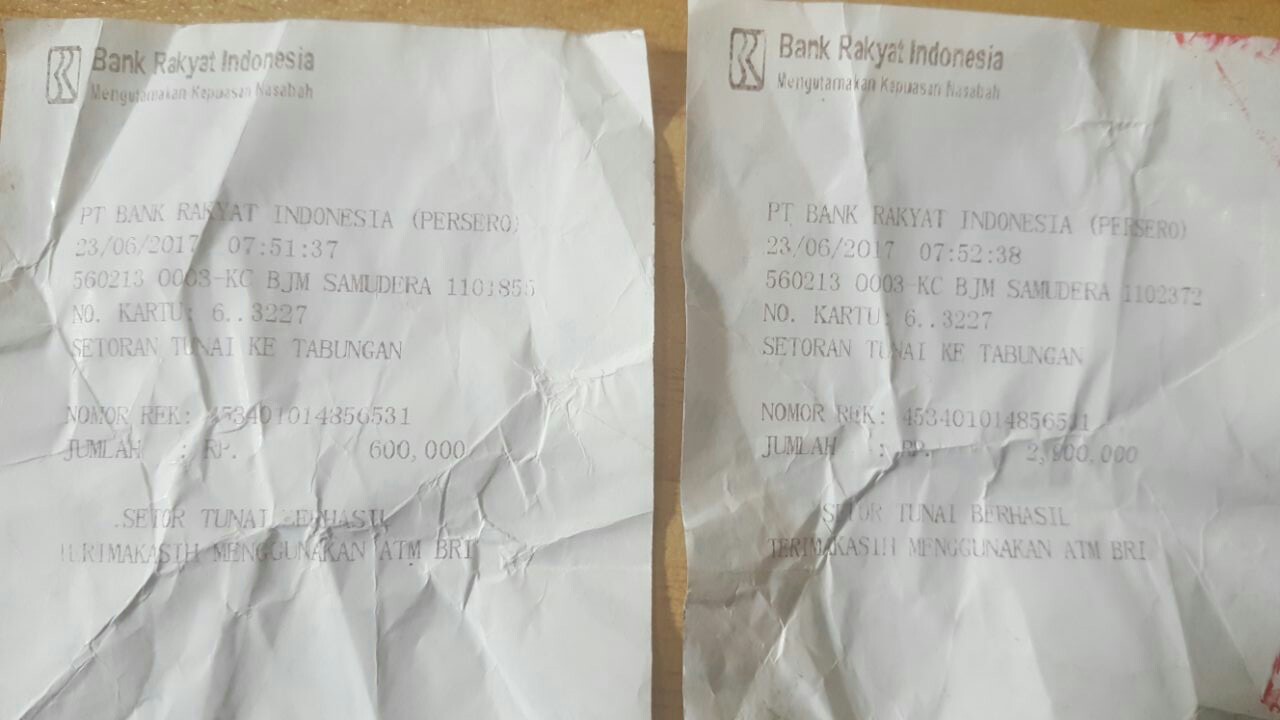 Bank Rakyat Indonesia
Mengutamakan Kepuasan Nasabah
PT BANK RAKYAT INDONESIA (PERSERO)
23/06/2017 07:51:37
560213 0003-KC BJM SAMUDERA 1101855
NO. KARTU: 6..3227
SETORAN TUNAI KE TABUNGAN
NOMOR REK: 453401014856531
JUMLAH : RP. 600,000
SETOR TUNAI BERHASIL
TERIMAKASIH MENGGUNAKAN ATM BRI
Bank Rakyat Indonesia
Mengutamakan Kepuasan Nasabah
PT BANK RAKYAT INDONESIA (PERSERO)
23/06/2017 07:52:38
560213 0003-KC BJM SAMUDERA 1102372
NO. KARTU: 6..3227
SETORAN TUNAI KE TABUNGAN
NOMOR REK: 453401014856531
JUMLAH : RP.
SETOR TUNAI BERHASIL
TERIMAKASIH MENGGUNAKAN ATM BRI